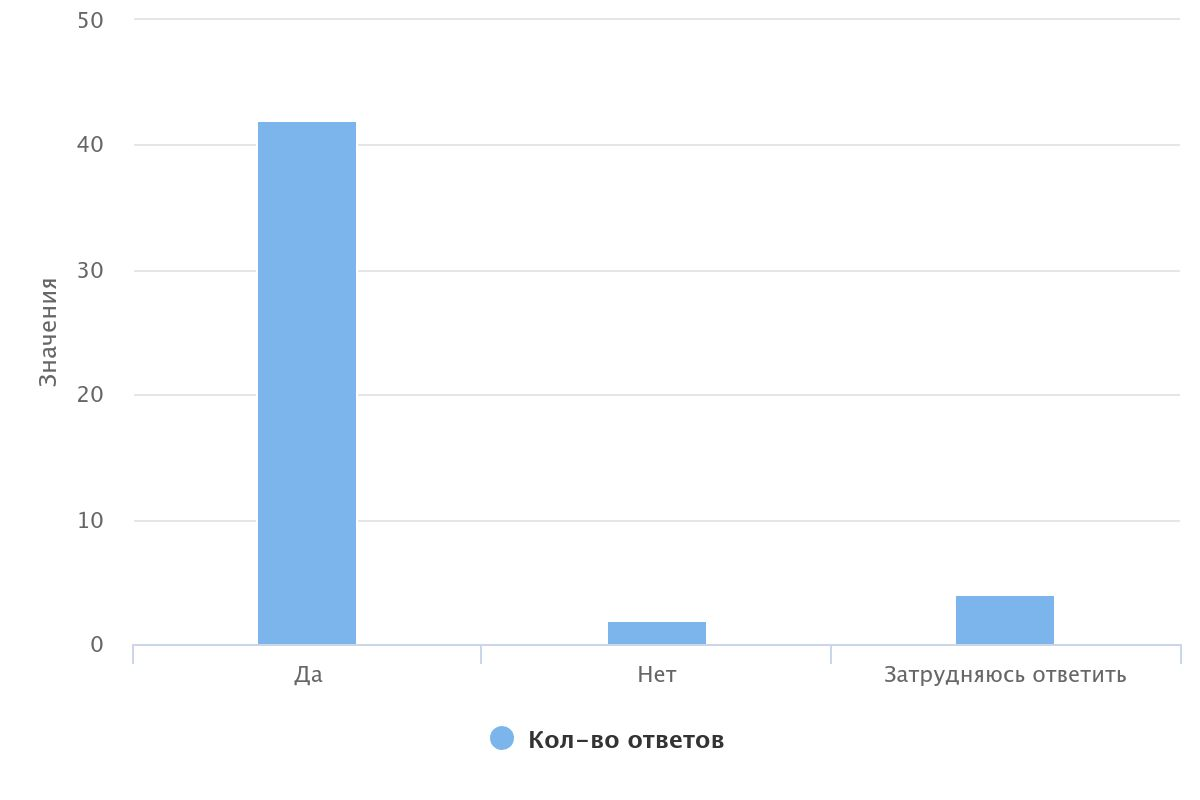 50
40
30
20
10
0
Значения
Да
Нет
Затрудняюсь ответить
Кол-во ответов